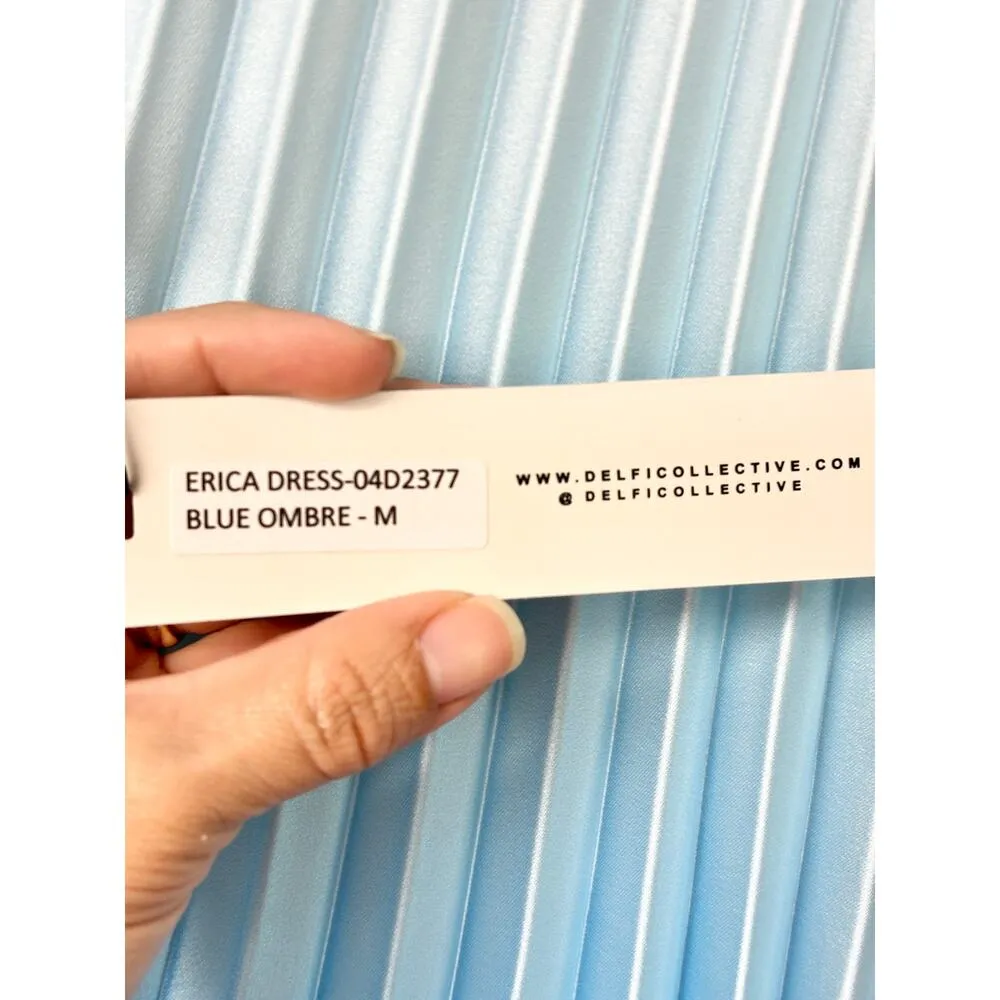 ERICA DRESS-04D2377
BLUE OMBRE - M
WWW.DELFICOLLECTIVE.COM
@DELFICOLLECTIVE